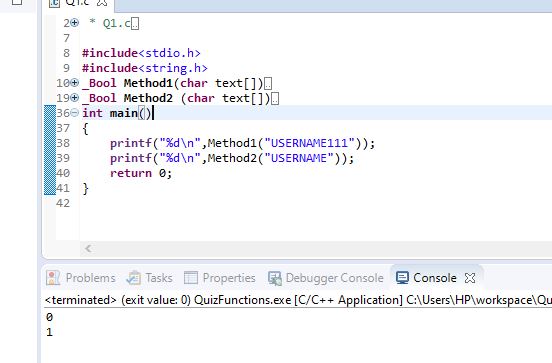 Q1.c
2 * Q1.c
7
8 #include<stdio.h>
9 #include<string.h>
10 _Bool Method1(char text[])
19 _Bool Method2 (char text[])
36 int main()
37 {
38 printf("%d\n",Method1("USERNAME111"));
39 printf("%d\n",Method2("USERNAME"));
40 return 0;
41 }
42
Problems Tasks Properties Debugger Console Console
<terminated> (exit value: 0) QuizFunctions.exe [C/C++ Application] C:\Users\HP\workspace\Qu
0
1